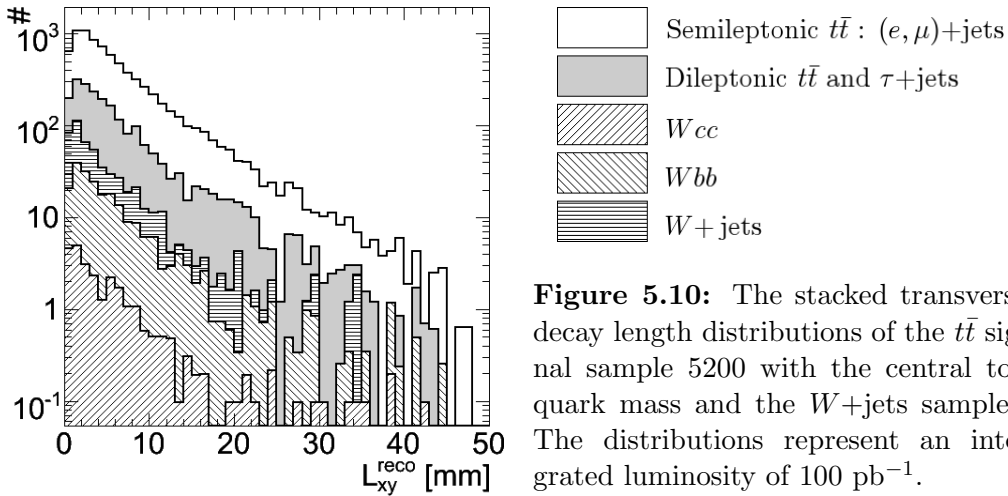 #
10³
10²
10
1
10⁻¹
0 10 20 30 40 50
L_xy^reco [mm]
Semileptonic tt̄ : (e, μ)+jets
Dileptonic tt̄ and τ+jets
Wcc
Wbb
W+ jets
Figure 5.10: The stacked transvers
decay length distributions of the tt̄ sig
nal sample 5200 with the central to
quark mass and the W+jets sample
The distributions represent an inte
grated luminosity of 100 pb⁻¹.